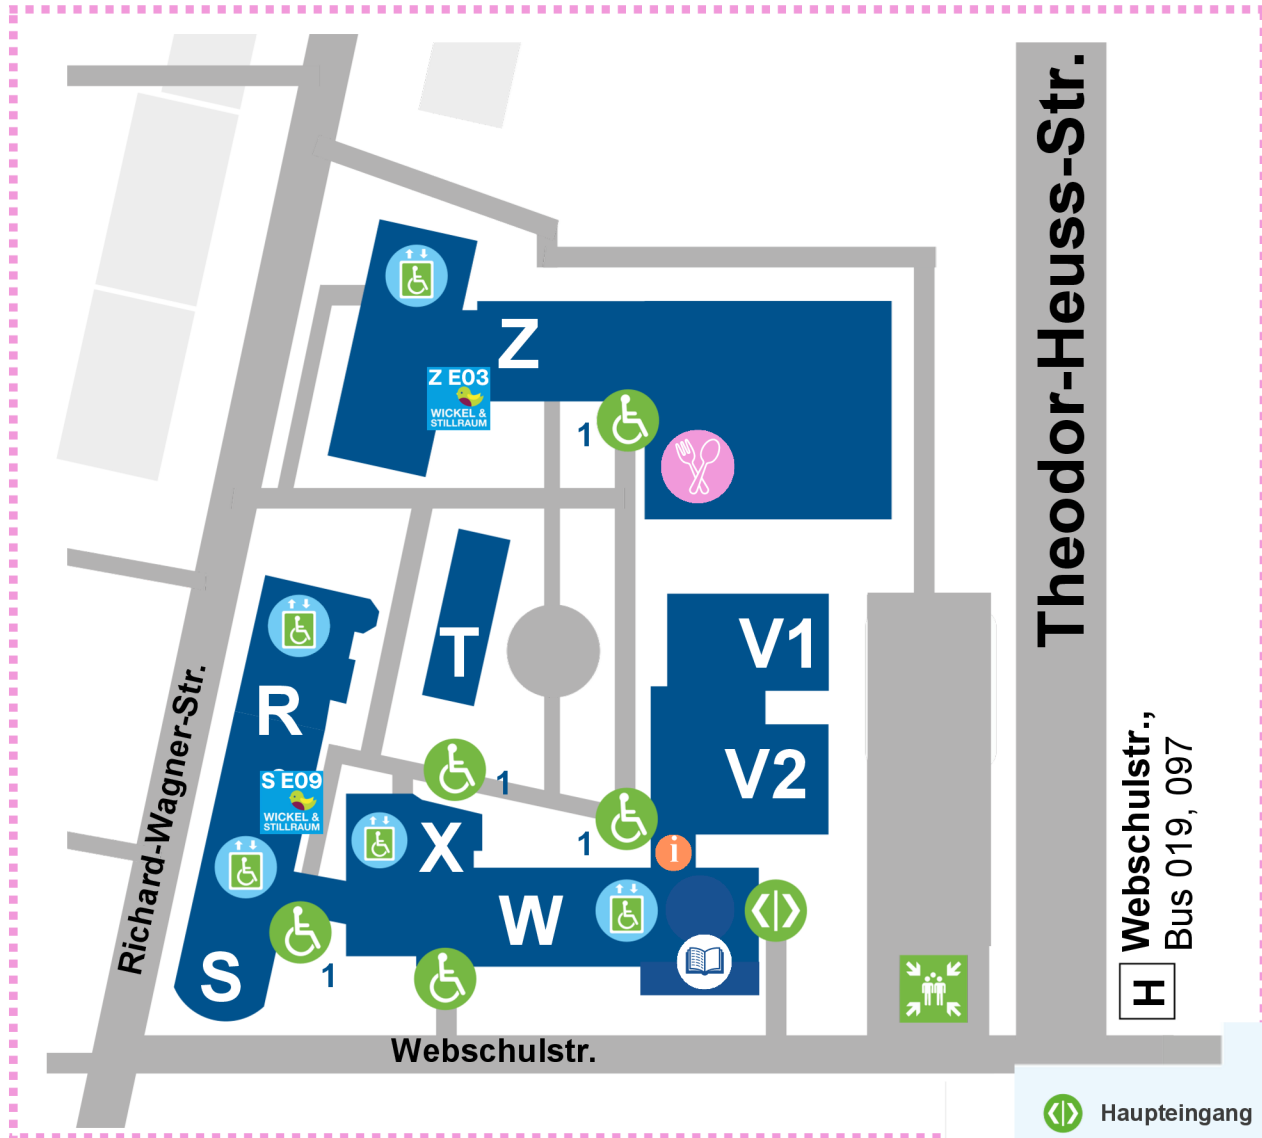 Theodor-Heuss-Str.
Z
Z E03
WICKEL &
STILLRAUM
1
T
V1
R
Richard-Wagner-Str.
V2
S E09
WICKEL &
STILLRAUM
1
1
X
i
W
S
1
Webschulstr.,
Bus 019, 097
H
Webschulstr.
Haupteingang